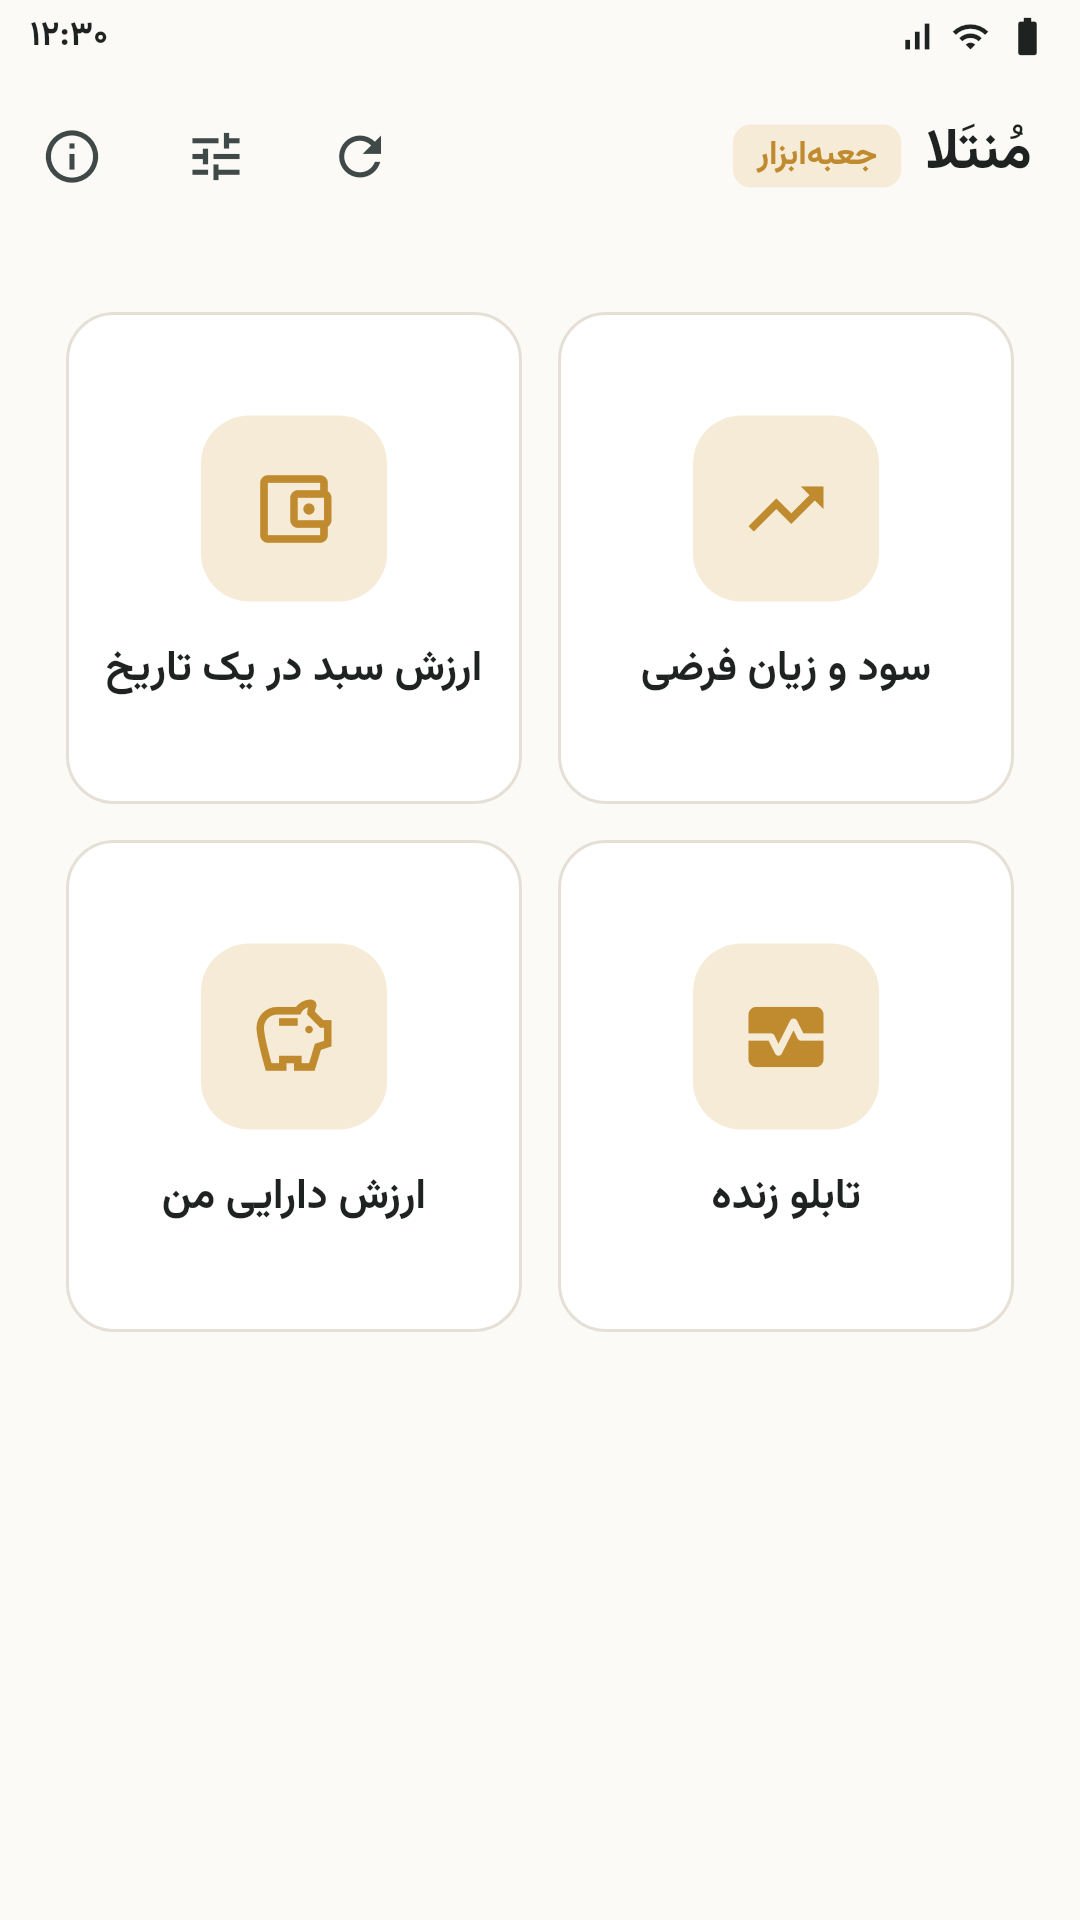 ۱۲:۳۰
مُنتَلا جعبه‌ابزار
سود و زیان فرضی
ارزش سبد در یک تاریخ
تابلو زنده
ارزش دارایی من